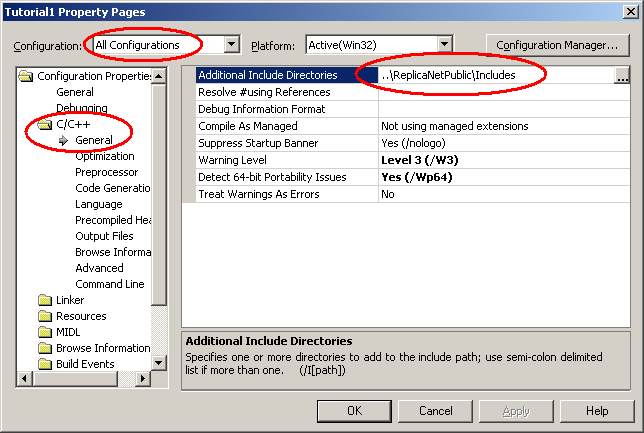 Tutorial1 Property Pages
Configuration: All Configurations Platform: Active(Win32) Configuration Manager...
Configuration Properties
General
Debugging
C/C++
General
Optimization
Preprocessor
Code Generatio
Language
Precompiled Hea
Output Files
Browse Informa
Advanced
Command Line
Linker
Resources
MIDL
Browse Information
Build Events
Additional Include Directories ..\ReplicaNetPublic\Includes ...
Resolve #using References
Debug Information Format
Compile As Managed Not using managed extensions
Suppress Startup Banner Yes (/nologo)
Warning Level Level 3 (/W3)
Detect 64-bit Portability Issues Yes (/Wp64)
Treat Warnings As Errors No
Additional Include Directories
Specifies one or more directories to add to the include path; use semi-colon delimited
list if more than one. (/I[path])
OK Cancel Apply Help